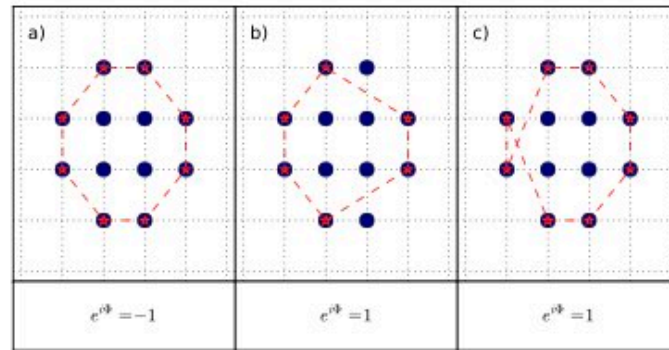 a)
b)
c)
e^{iΦ} = −1
e^{iΦ} = 1
e^{iΦ} = 1